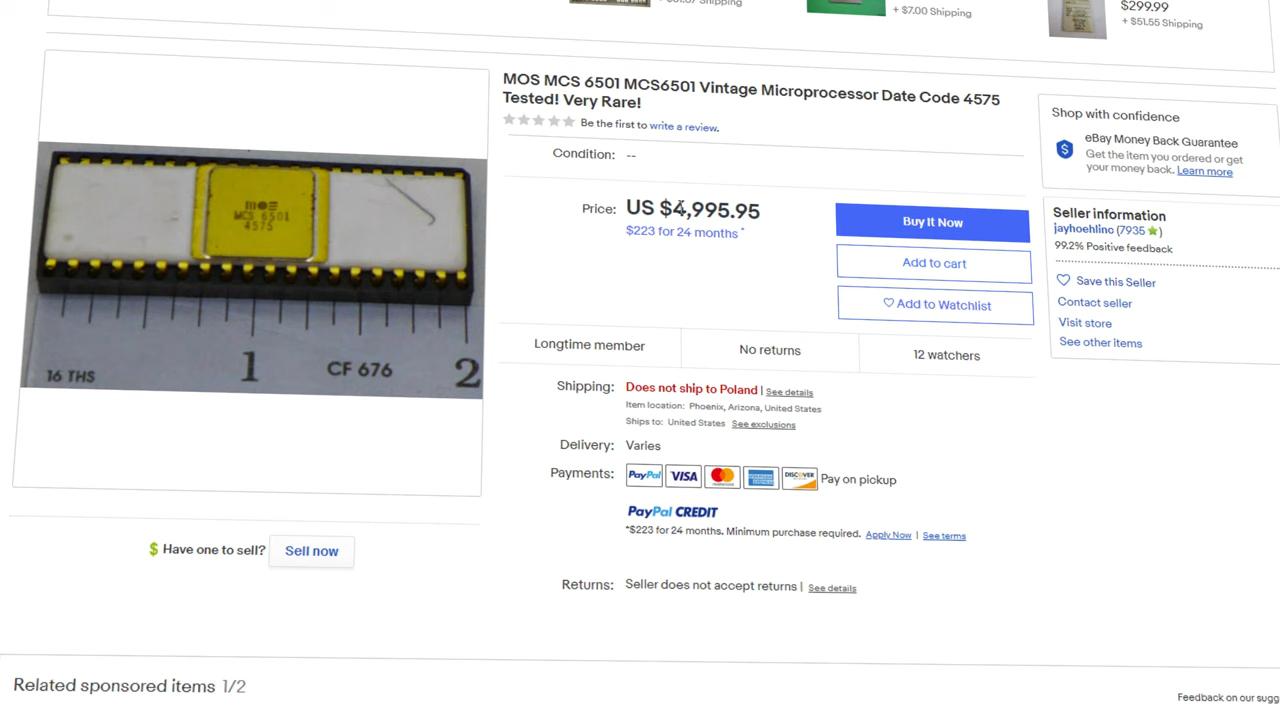 + $7.00 Shipping
$299.99
+ $51.55 Shipping
MOS MCS 6501 MCS6501 Vintage Microprocessor Date Code 4575
Tested! Very Rare!
Be the first to write a review.
Condition: --
Price: US $4,995.95
$223 for 24 months *
Buy It Now
Add to cart
Add to Watchlist
Longtime member
No returns
12 watchers
Shipping: Does not ship to Poland | See details
Item location: Phoenix, Arizona, United States
Ships to: United States See exclusions
Delivery: Varies
Payments: PayPal VISA DISCOVER Pay on pickup
PayPal CREDIT
*$223 for 24 months. Minimum purchase required. Apply Now | See terms
Returns: Seller does not accept returns | See details
Shop with confidence
eBay Money Back Guarantee
Get the item you ordered or get
your money back. Learn more
Seller information
jayhoehlinc (7935 )
99.2% Positive feedback
Save this Seller
Contact seller
Visit store
See other items
mos
MCS 6501
4575
1
2
16 THS
CF 676
$ Have one to sell? Sell now
Related sponsored items 1/2
Feedback on our sugg